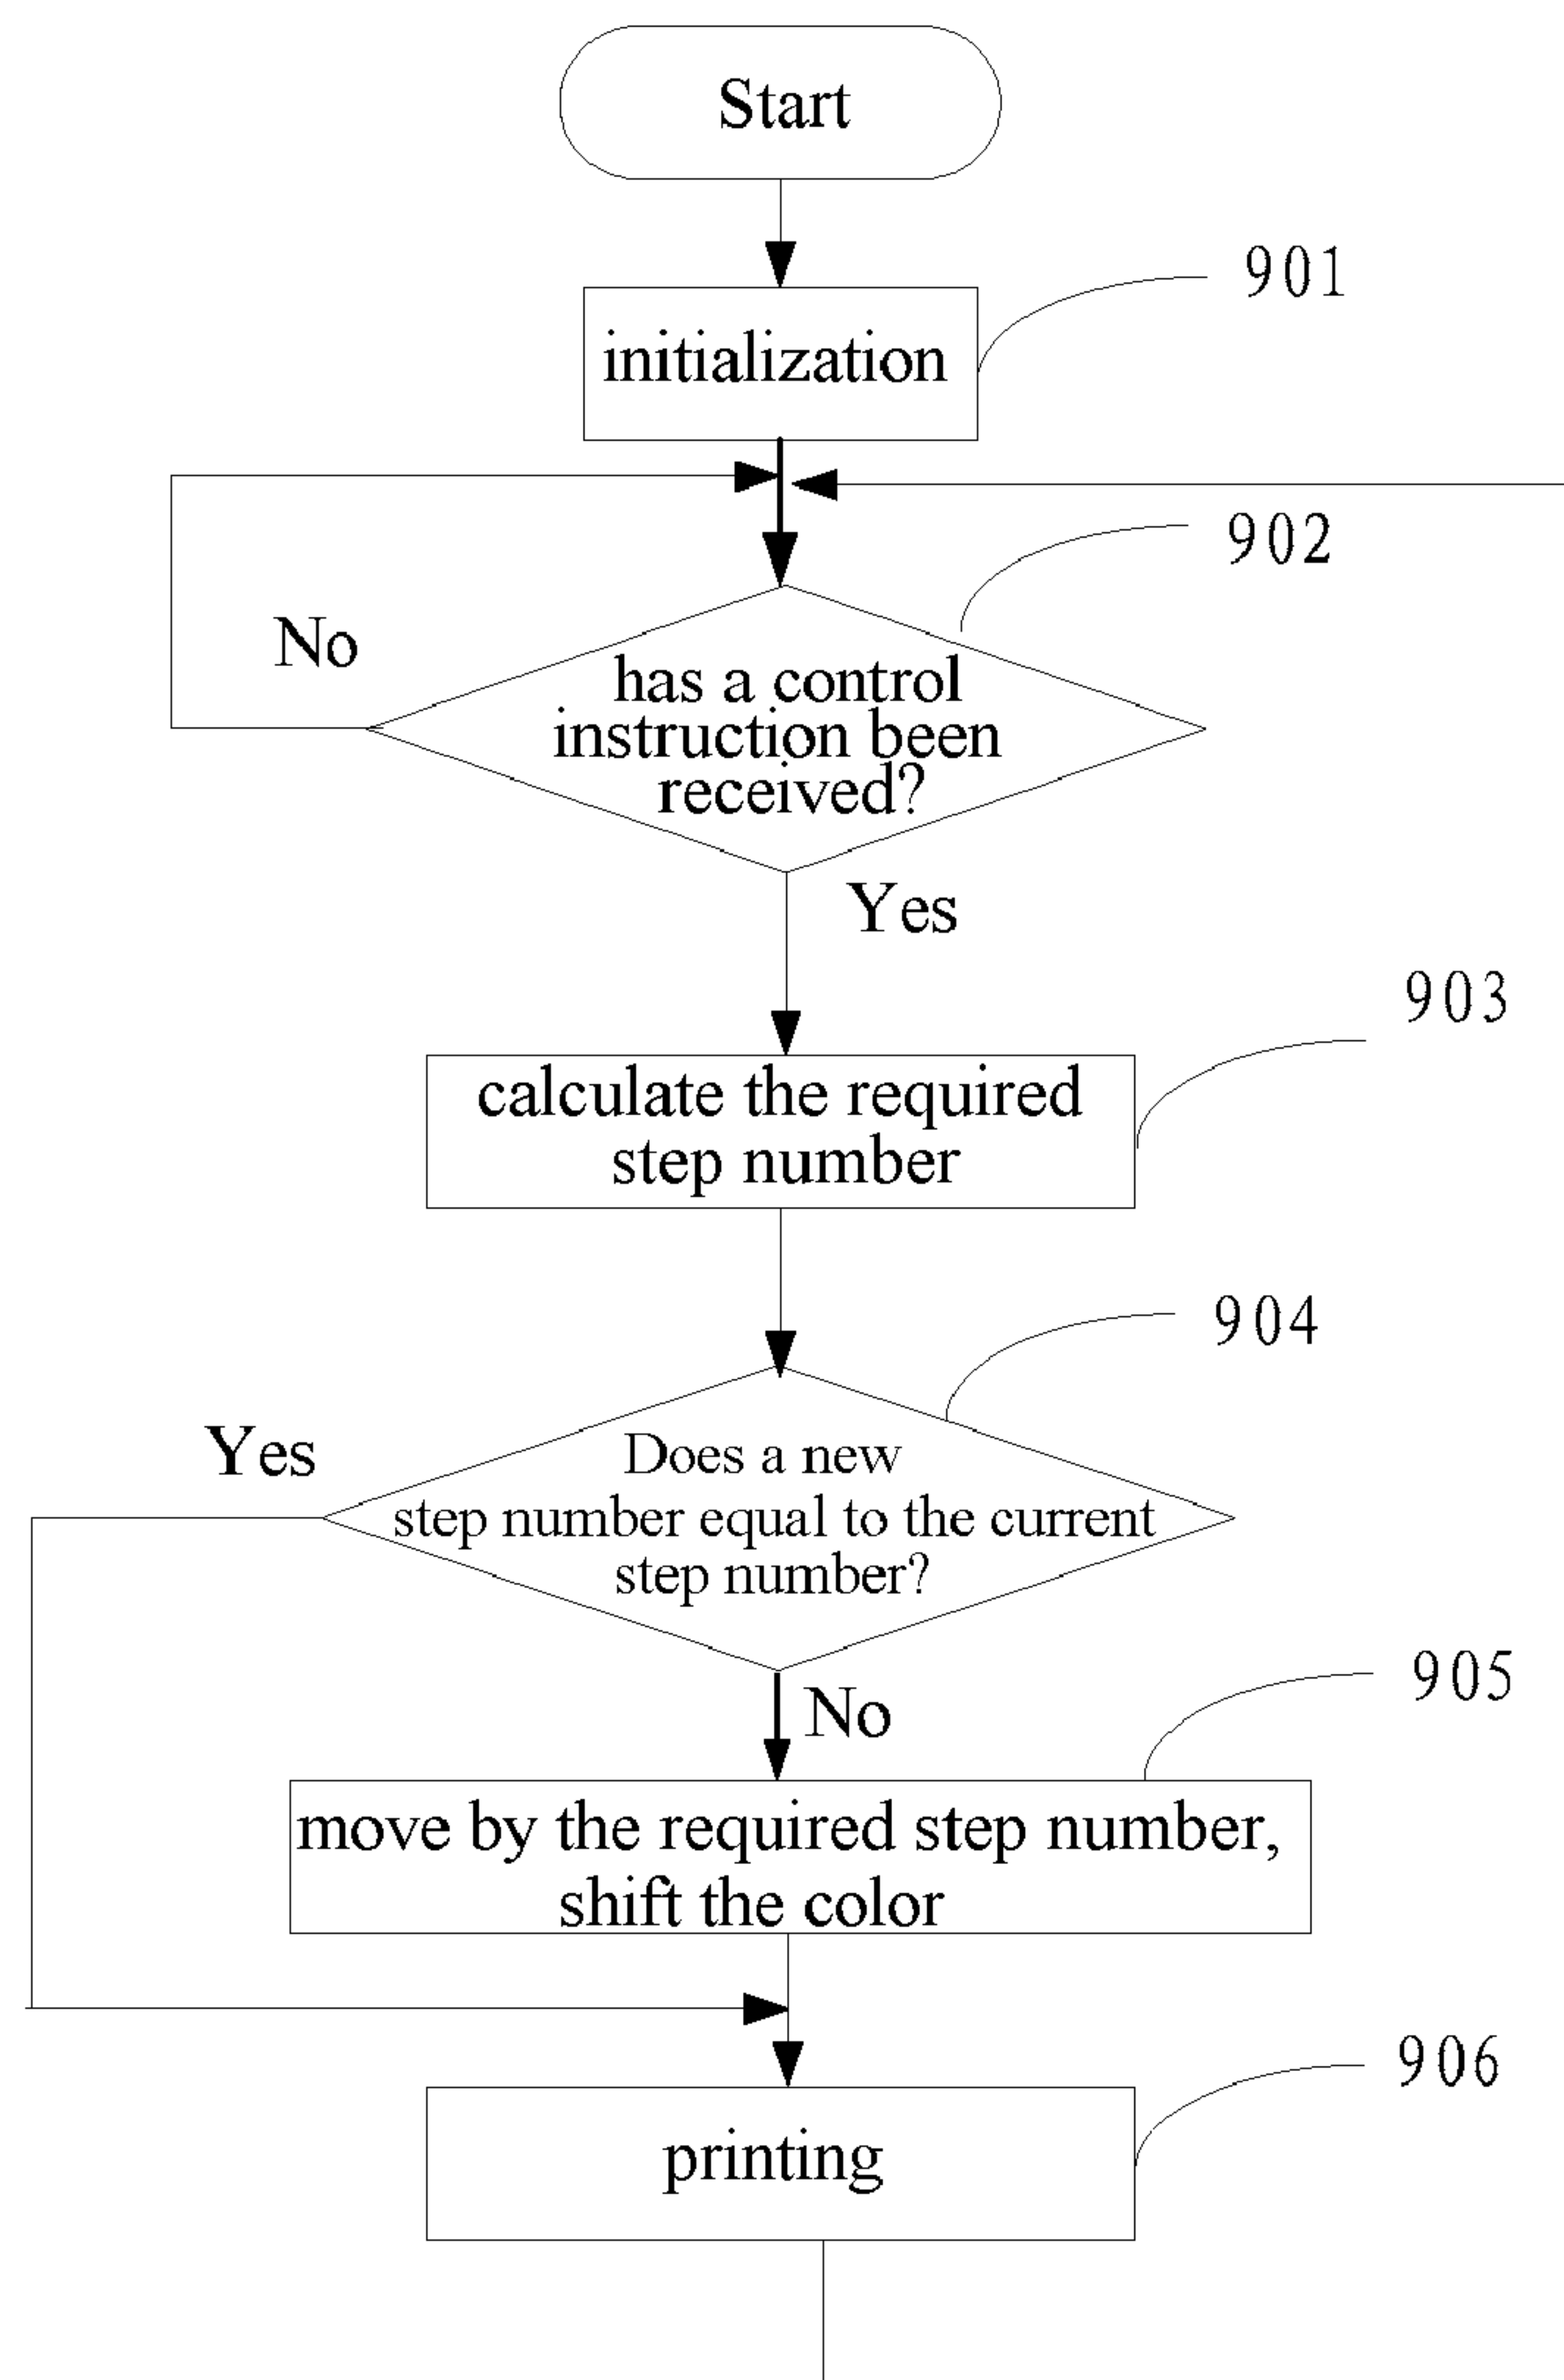 Start
901
initialization
902
No
has a control
instruction been
received?
Yes
903
calculate the required
step number
904
Yes
Does a new
step number equal to the current
step number?
905
No
move by the required step number,
shift the color
906
printing